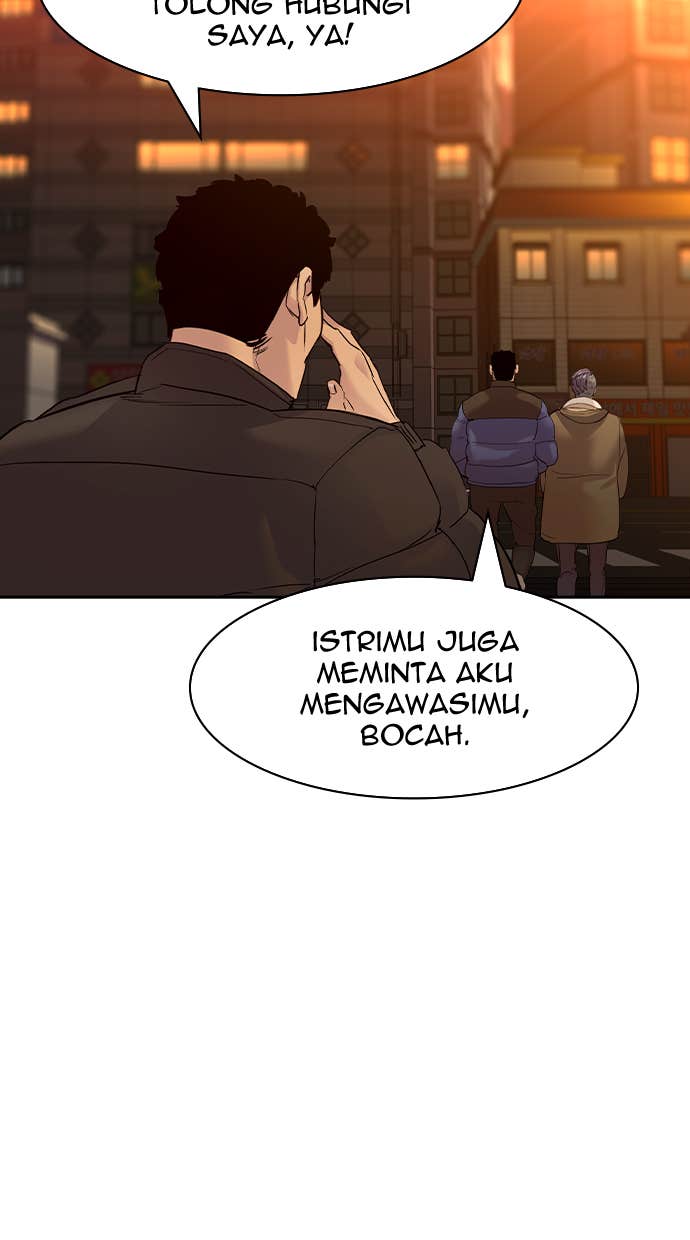 TOLONG HUBUNGI
SAYA, YA!
ISTRIMU JUGA
MEMINTA AKU
MENGAWASIMU,
BOCAH.